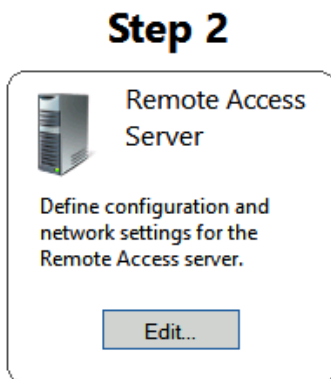 Step 2
Remote Access
Server
Define configuration and
network settings for the
Remote Access server.
Edit...